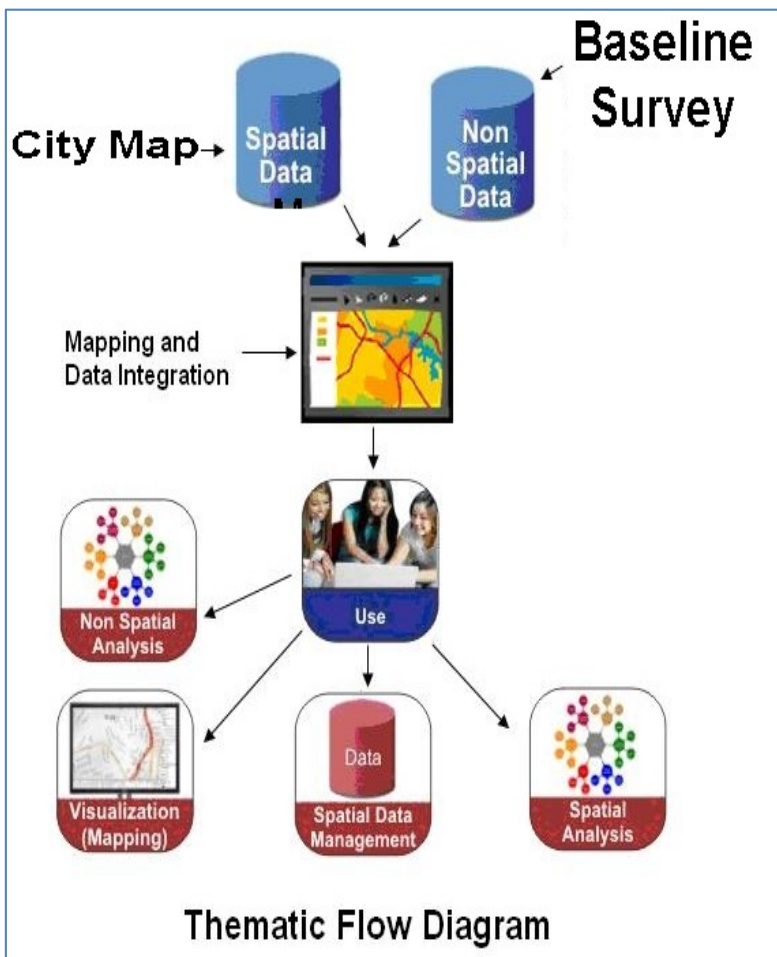 Baseline
Survey
City Map
Spatial
Data
Non
Spatial
Data
Mapping and
Data Integration
Use
Non Spatial
Analysis
Visualization
(Mapping)
Data
Spatial Data
Management
Spatial
Analysis
Thematic Flow Diagram